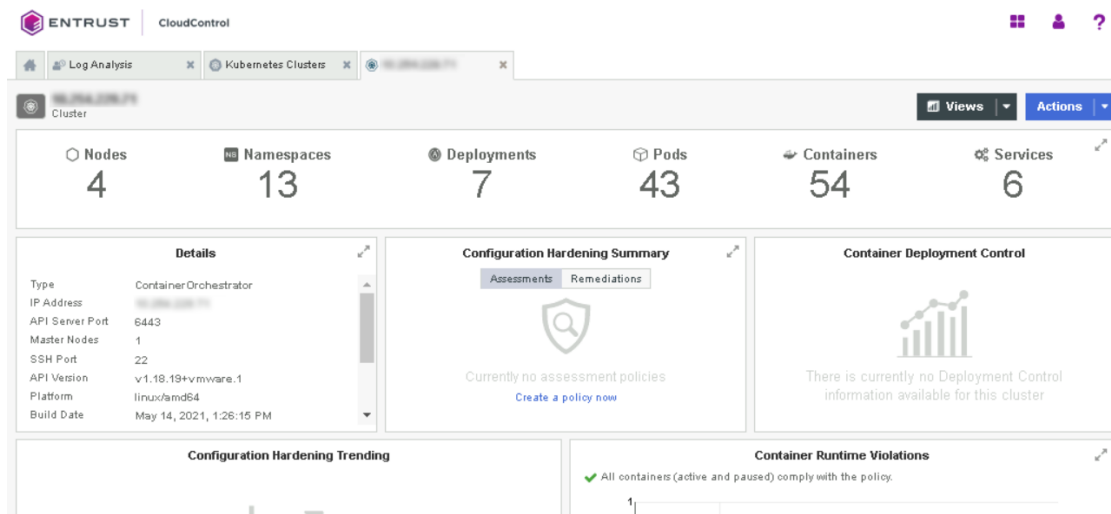 ENTRUST CloudControl ?
Log Analysis x Kubernetes Clusters x x
Cluster
Views Actions
Nodes NS Namespaces Deployments Pods Containers Services
4 13 7 43 54 6
Details
Type ContainerOrchestrator
IP Address
API Server Port 6443
Master Nodes 1
SSH Port 22
API Version v1.18.19+vmware.1
Platform linux/amd64
Build Date May 14, 2021, 1:26:15 PM
Configuration Hardening Summary
Assessments Remediations
Currently no assessment policies
Create a policy now
Container Deployment Control
There is currently no Deployment Control
information available for this cluster
Configuration Hardening Trending
Container Runtime Violations
All containers (active and paused) comply with the policy.
1